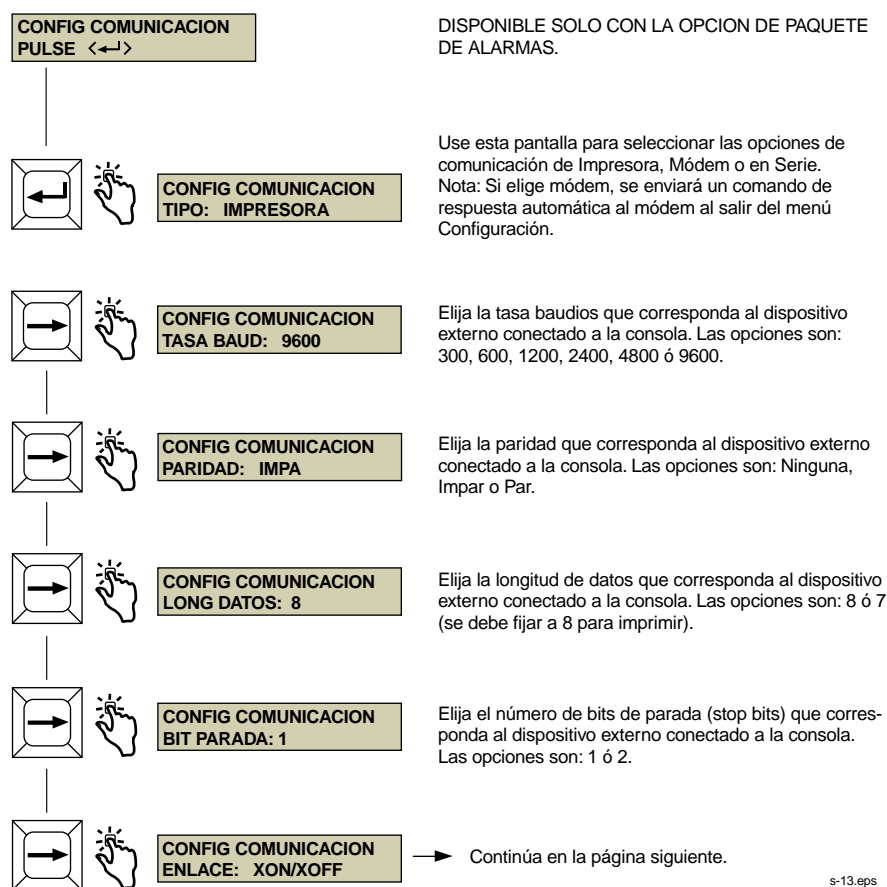 CONFIG COMUNICACION
PULSE <↵>
DISPONIBLE SOLO CON LA OPCION DE PAQUETE
DE ALARMAS.
Use esta pantalla para seleccionar las opciones de
comunicación de Impresora, Módem o en Serie.
Nota: Si elige módem, se enviará un comando de
respuesta automática al módem al salir del menú
Configuración.
CONFIG COMUNICACION
TIPO: IMPRESORA
Elija la tasa baudios que corresponda al dispositivo
externo conectado a la consola. Las opciones son:
300, 600, 1200, 2400, 4800 ó 9600.
CONFIG COMUNICACION
TASA BAUD: 9600
Elija la paridad que corresponda al dispositivo externo
conectado a la consola. Las opciones son: Ninguna,
Impar o Par.
CONFIG COMUNICACION
PARIDAD: IMPA
Elija la longitud de datos que corresponda al dispositivo
externo conectado a la consola. Las opciones son: 8 ó 7
(se debe fijar a 8 para imprimir).
CONFIG COMUNICACION
LONG DATOS: 8
Elija el número de bits de parada (stop bits) que corres-
ponda al dispositivo externo conectado a la consola.
Las opciones son: 1 ó 2.
CONFIG COMUNICACION
BIT PARADA: 1
CONFIG COMUNICACION
ENLACE: XON/XOFF
Continúa en la página siguiente.
s-13.eps